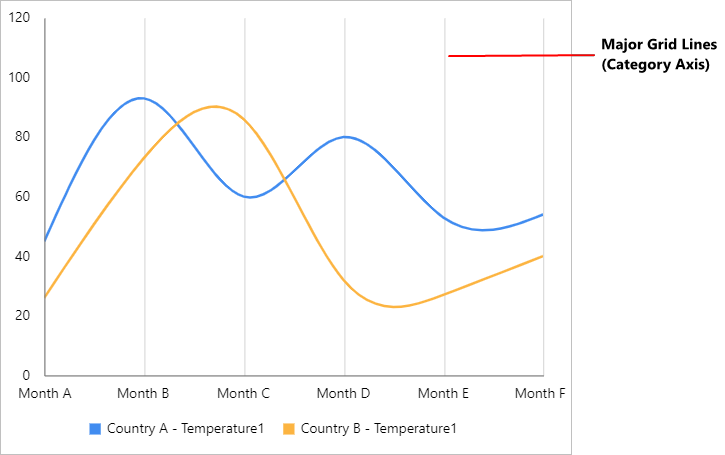 120
Major Grid Lines
(Category Axis)
100
80
60
40
20
0
Month A Month B Month C Month D Month E Month F
Country A - Temperature1 Country B - Temperature1